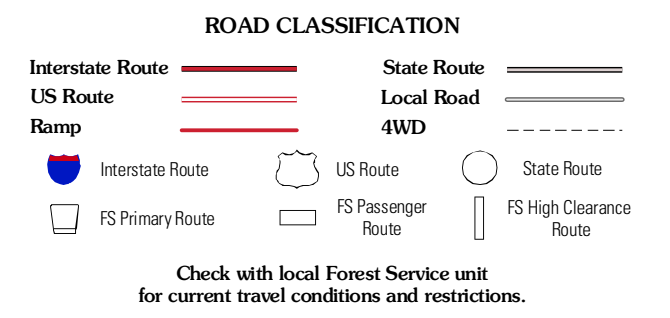 ROAD CLASSIFICATION
Interstate Route
State Route
US Route
Local Road
Ramp
4WD
Interstate Route
US Route
State Route
FS Primary Route
FS Passenger
Route
FS High Clearance
Route
Check with local Forest Service unit
for current travel conditions and restrictions.